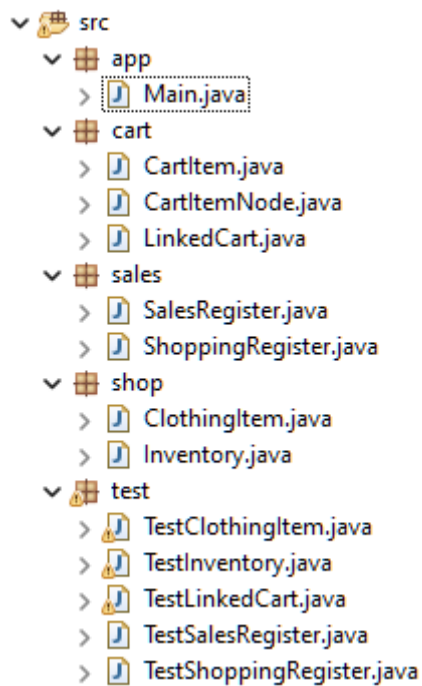 src
app
Main.java
cart
CartItem.java
CartItemNode.java
LinkedCart.java
sales
SalesRegister.java
ShoppingRegister.java
shop
ClothingItem.java
Inventory.java
test
TestClothingItem.java
TestInventory.java
TestLinkedCart.java
TestSalesRegister.java
TestShoppingRegister.java